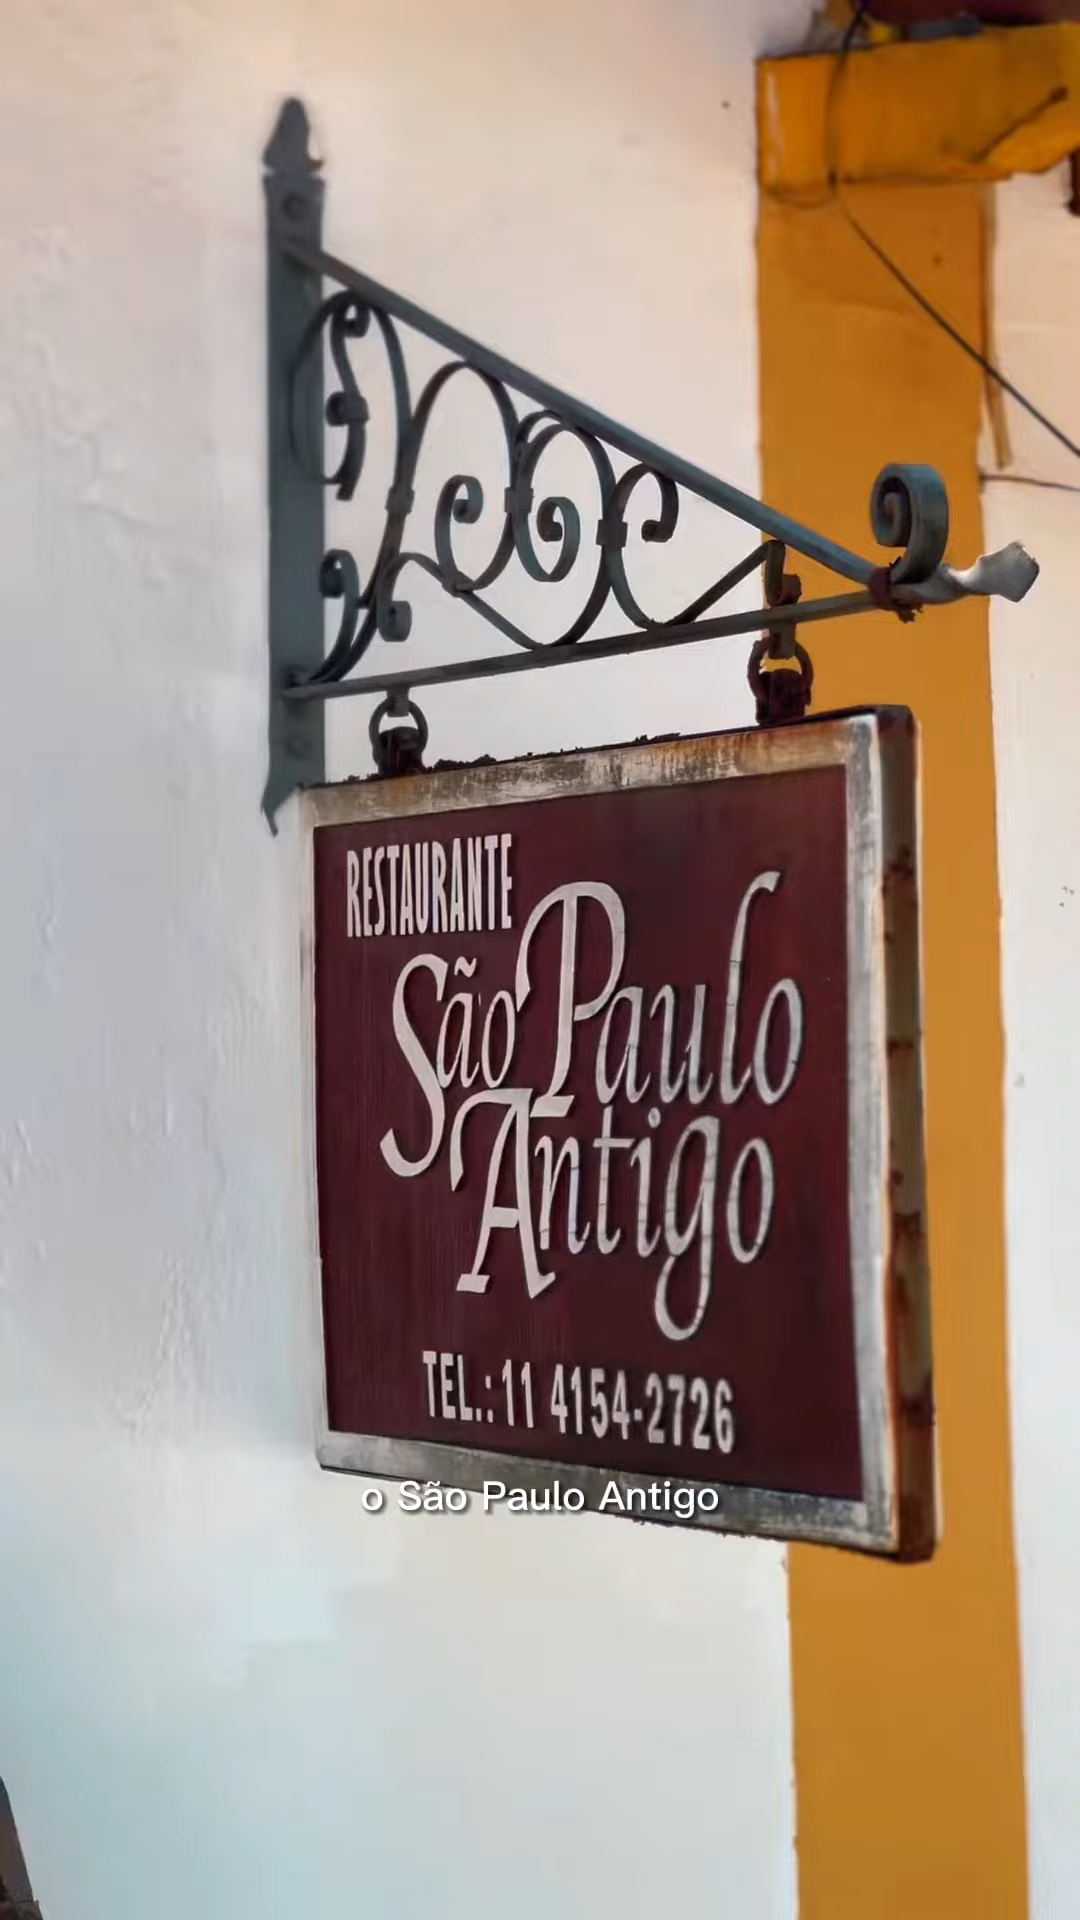 RESTAURANTE
São Paulo
Antigo
TEL.: 11 4154-2726
o São Paulo Antigo